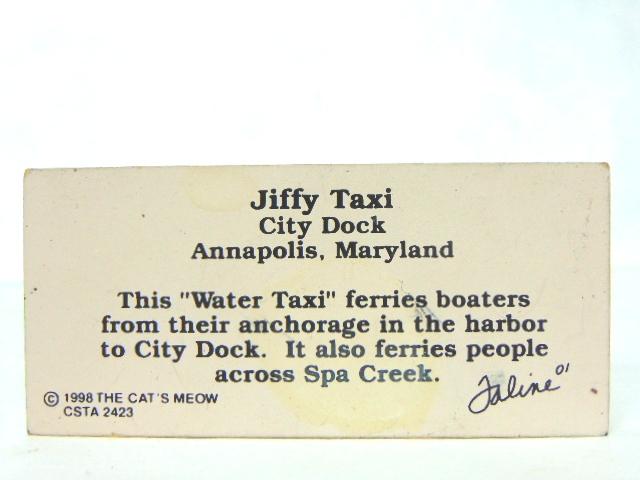 Jiffy Taxi
City Dock
Annapolis, Maryland
This "Water Taxi" ferries boaters
from their anchorage in the harbor
to City Dock. It also ferries people
across Spa Creek.
© 1998 THE CAT'S MEOW
CSTA 2423
Faline 01